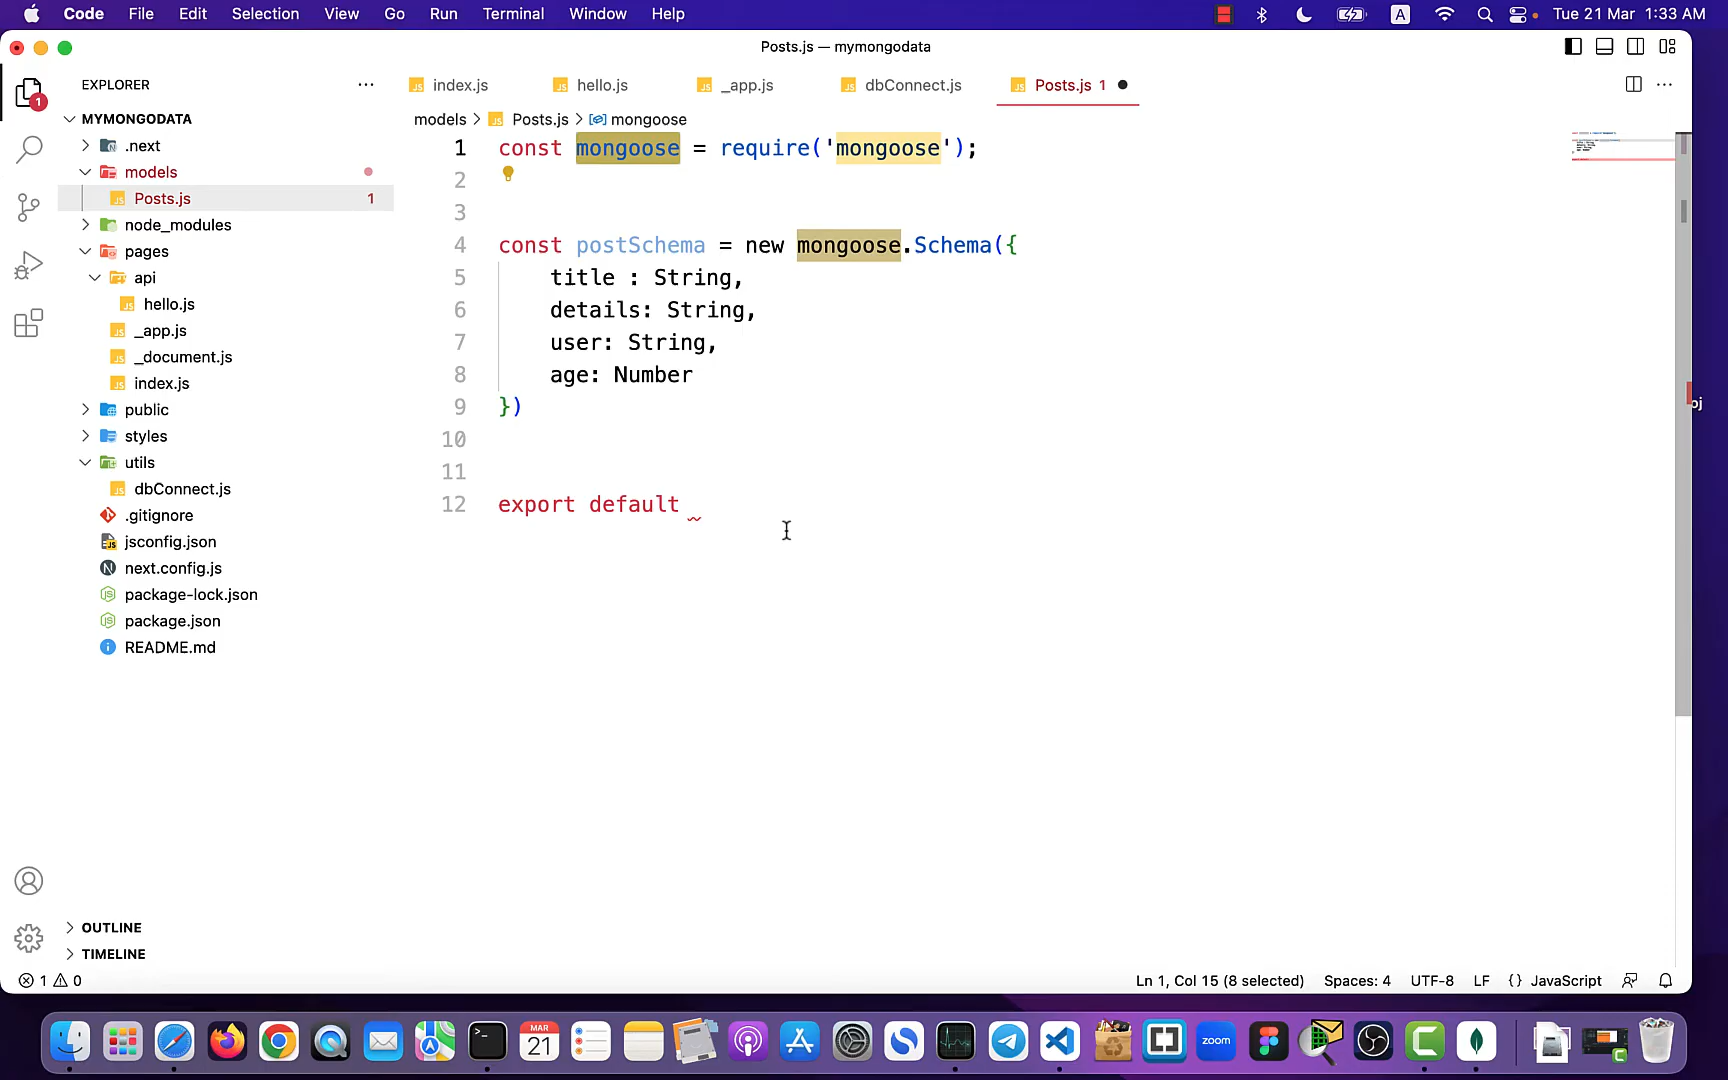 Code File Edit Selection View Go Run Terminal Window Help A Tue 21 Mar 1:33 AM
Posts.js — mymongodata
EXPLORER
index.js hello.js _app.js dbConnect.js Posts.js 1
MYMONGODATA
models > Posts.js > mongoose
.next
models
Posts.js 1
node_modules
pages
api
hello.js
_app.js
_document.js
index.js
public
styles
utils
dbConnect.js
.gitignore
jsconfig.json
next.config.js
package-lock.json
package.json
README.md
1 const mongoose = require('mongoose');
2
3
4 const postSchema = new mongoose.Schema({
5 title : String,
6 details: String,
7 user: String,
8 age: Number
9 })
10
11
12 export default
oj
1
OUTLINE
TIMELINE
1 0 Ln 1, Col 15 (8 selected) Spaces: 4 UTF-8 LF {} JavaScript
MAR
21
zoom